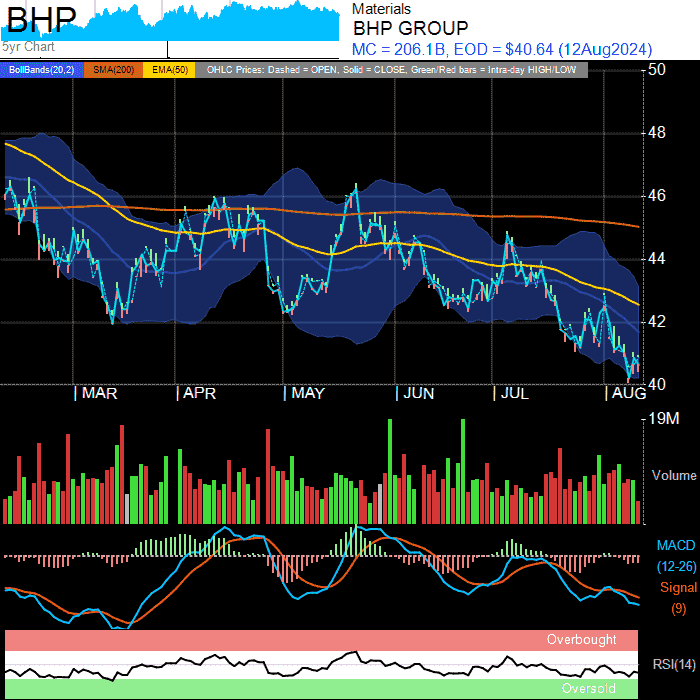 BHP
5yr Chart
Materials
BHP GROUP
MC = 206.1B, EOD = $40.64 (12Aug2024)
BollBands(20,2) SMA(200) EMA(50) OHLC Prices: Dashed = OPEN, Solid = CLOSE, Green/Red bars = Intra-day HIGH/LOW
50
48
46
44
42
40
MAR APR MAY JUN JUL AUG
19M
Volume
MACD
(12-26)
Signal
(9)
Overbought
RSI(14)
Oversold